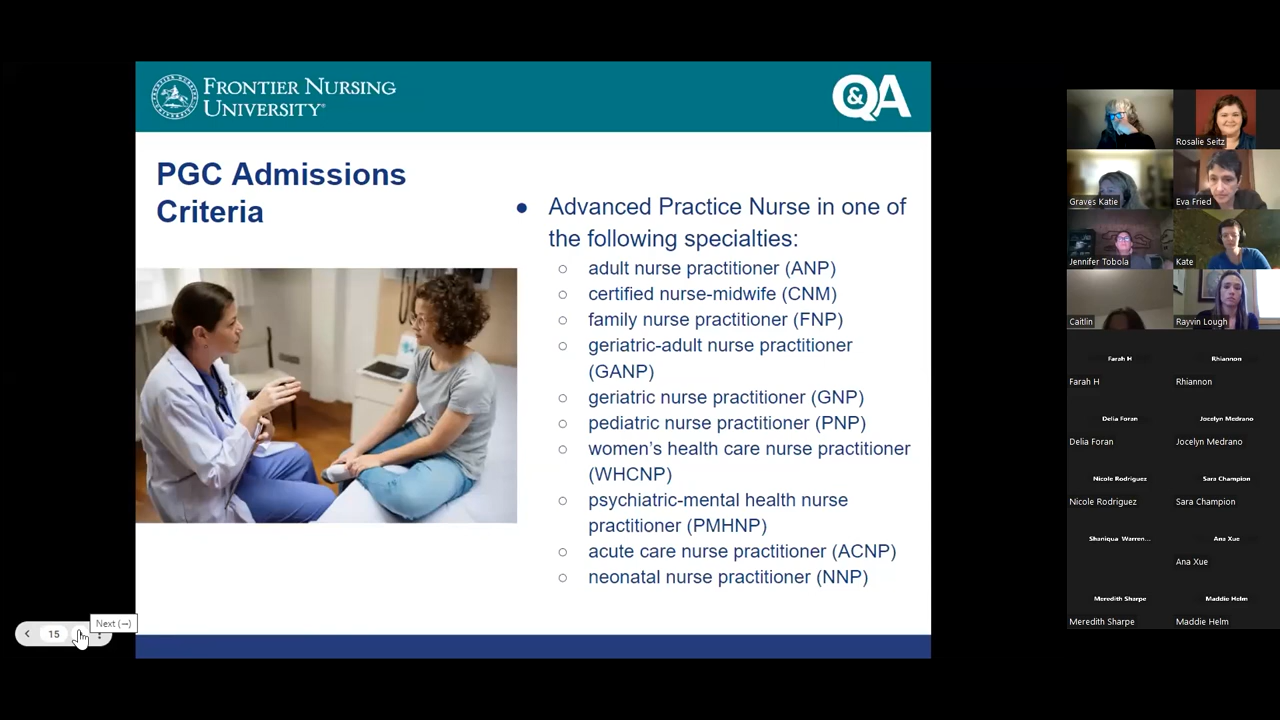 FRONTIER NURSING
UNIVERSITY®
Q&A
PGC Admissions
Criteria
● Advanced Practice Nurse in one of
the following specialties:
○ adult nurse practitioner (ANP)
○ certified nurse-midwife (CNM)
○ family nurse practitioner (FNP)
○ geriatric-adult nurse practitioner
(GANP)
○ geriatric nurse practitioner (GNP)
○ pediatric nurse practitioner (PNP)
○ women’s health care nurse practitioner
(WHCNP)
○ psychiatric-mental health nurse
practitioner (PMHNP)
○ acute care nurse practitioner (ACNP)
○ neonatal nurse practitioner (NNP)
15
Next (→)
Rosalie Seitz
Graves Katie
Eva Fried
Jennifer Tobola
Kate
Caitlin
Rayvin Lough
Farah H
Rhiannon
Farah H
Rhiannon
Delia Foran
Jocelyn Medrano
Delia Foran
Jocelyn Medrano
Nicole Rodriguez
Sara Champion
Nicole Rodriguez
Sara Champion
Shaniqua Warren...
Ana Xue
Ana Xue
Meredith Sharpe
Maddie Helm
Meredith Sharpe
Maddie Helm